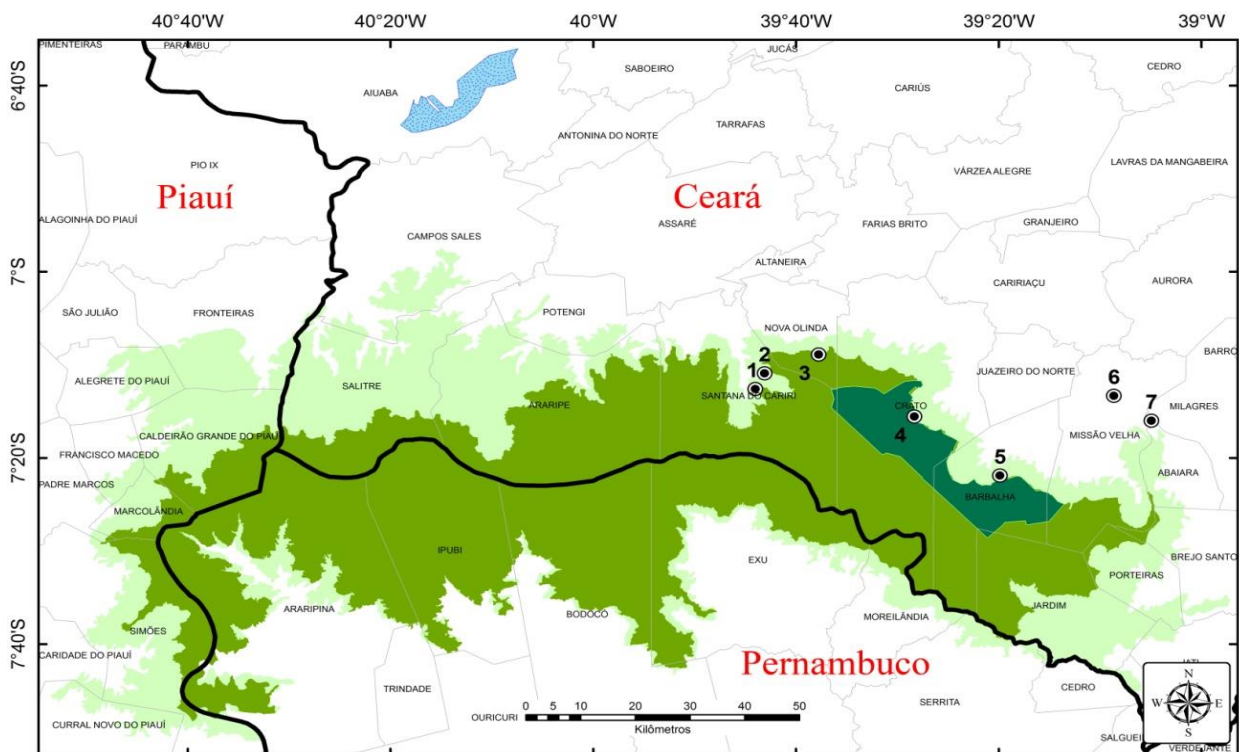 40°40'W 40°20'W 40°W 39°40'W 39°20'W 39°W
PIMENTEIRAS
PARAMBU
JUCÁS
6°40'S
SABOEIRO
CEDRO
AIUABA
CARIÚS
ANTONINA DO NORTE
TARRAFAS
PIO IX
LAVRAS DA MANGABEIRA
VÁRZEA ALEGRE
Piauí
Ceará
ALAGOINHA DO PIAUÍ
ASSARÉ
FARIAS BRITO
GRANJEIRO
CAMPOS SALES
7°S
ALTANEIRA
CARIRIAÇU
AURORA
SÃO JULIÃO
FRONTEIRAS
POTENGI
NOVA OLINDA
BARRO
2
3
1
ALEGRETE DO PIAUÍ
SALITRE
JUAZEIRO DO NORTE
6
ARARIPE
SANTANA DO CARIRI
CRATO
7
MILAGRES
4
CALDEIRÃO GRANDE DO PIAU
MISSÃO VELHA
FRANCISCO MACEDO
7°20'S
5
ABAIARA
PADRE MARCOS
BARBALHA
MARCOLÂNDIA
IPUBI
EXU
BREJO SANTO
PORTEIRAS
ARARIPINA
BODOCÓ
MOREILÂNDIA
JARDIM
SIMÕES
7°40'S
CARIDADE DO PIAUÍ
Pernambuco
JATI
TRINDADE
SERRITA
CEDRO
N
W E
S
OURICURI
0 5 10 20 30 40 50
Kilômetros
CURRAL NOVO DO PIAUÍ
SALGUEI
VERDEJANTE